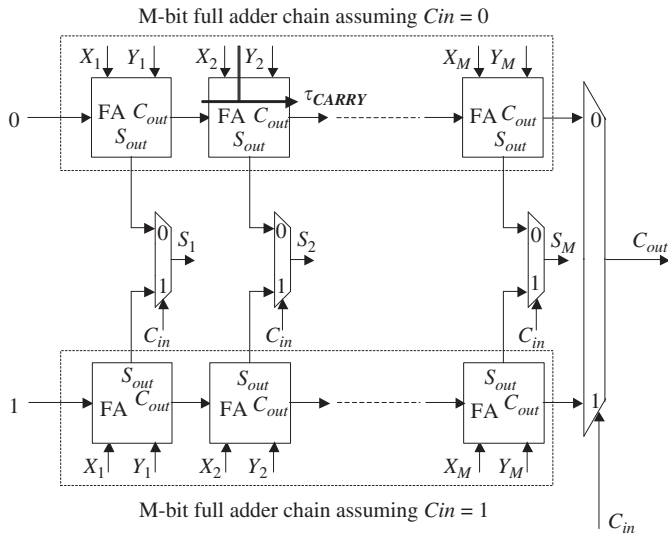 M-bit full adder chain assuming Cin = 0
X1 Y1 X2 Y2 XM YM
τCARRY
0 FA Cout FA Cout FA Cout 0
Sout Sout Sout
0 S1 0 S2 0 SM Cout
1 1 1
Cin Cin Cin
Sout Sout Sout
1 FA Cout FA Cout FA Cout 1
X1 Y1 X2 Y2 XM YM
M-bit full adder chain assuming Cin = 1
Cin